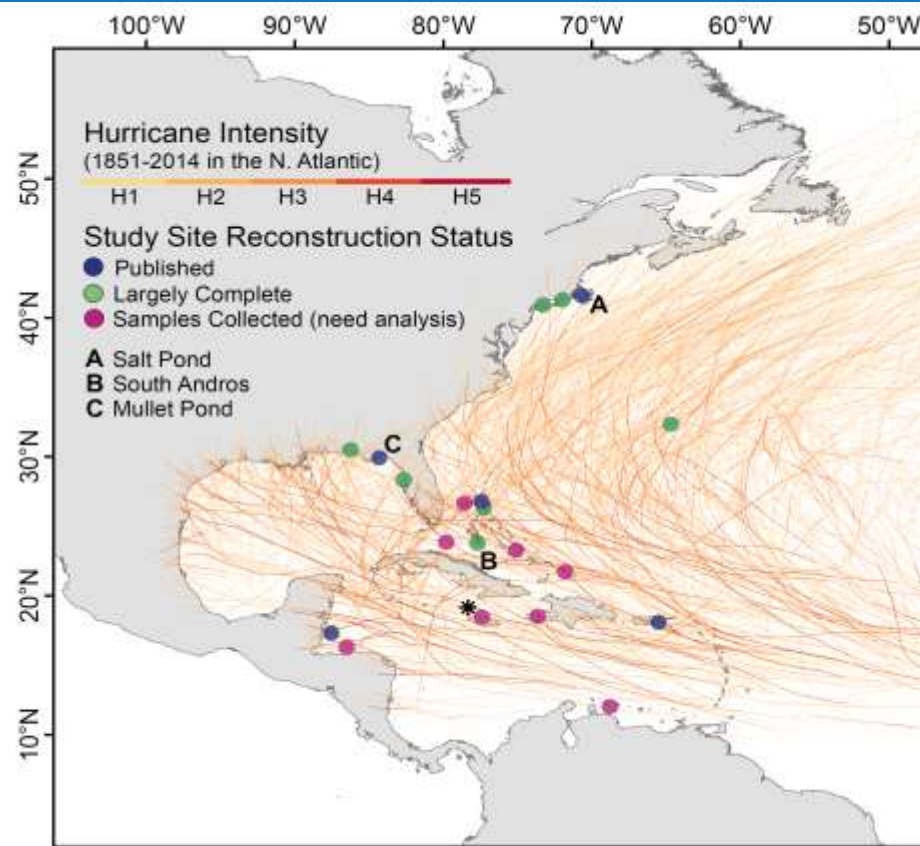 100°W 90°W 80°W 70°W 60°W 50°W
Hurricane Intensity
(1851-2014 in the N. Atlantic)
H1 H2 H3 H4 H5
Study Site Reconstruction Status
Published
Largely Complete
Samples Collected (need analysis)
A Salt Pond
B South Andros
C Mullet Pond
50°N
40°N
30°N
20°N
10°N
A
C
B